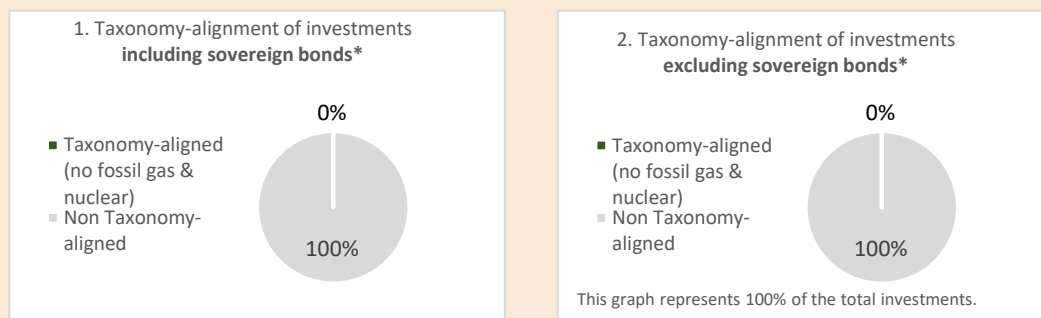 1. Taxonomy-alignment of investments
including sovereign bonds*
0%
Taxonomy-aligned
(no fossil gas &
nuclear)
Non Taxonomy-
aligned
100%
2. Taxonomy-alignment of investments
excluding sovereign bonds*
0%
Taxonomy-aligned
(no fossil gas &
nuclear)
Non Taxonomy-
aligned
100%
This graph represents 100% of the total investments.